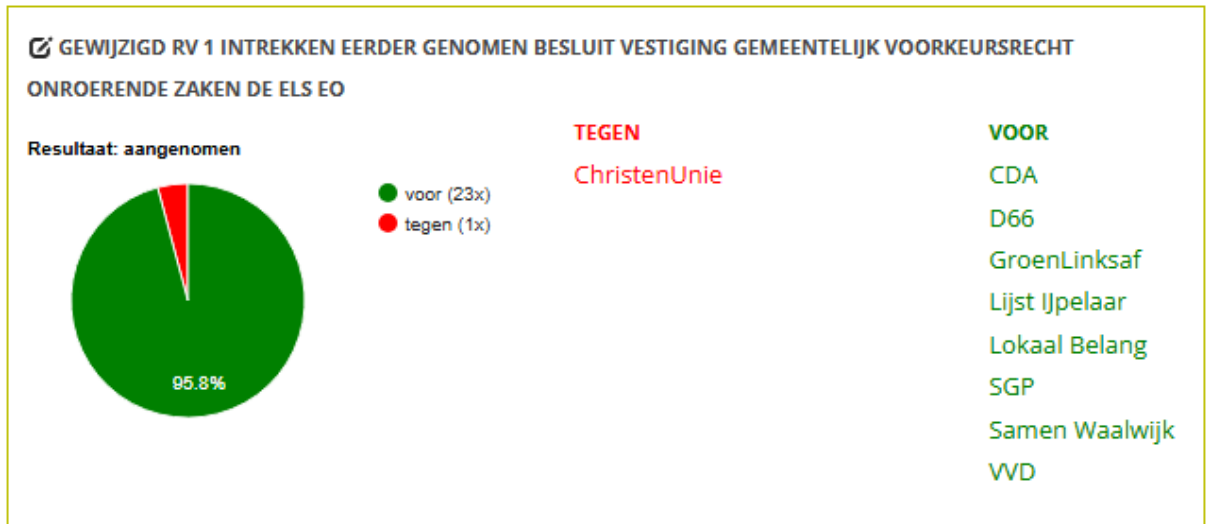 GEWIJZIGD RV 1 INTREKKEN EERDER GENOMEN BESLUIT VESTIGING GEMEENTELIJK VOORKEURSRECHT
ONROERENDE ZAKEN DE ELS EO
Resultaat: aangenomen
voor (23x)
tegen (1x)
95.8%
TEGEN
ChristenUnie
VOOR
CDA
D66
GroenLinksaf
Lijst IJpelaar
Lokaal Belang
SGP
Samen Waalwijk
VVD